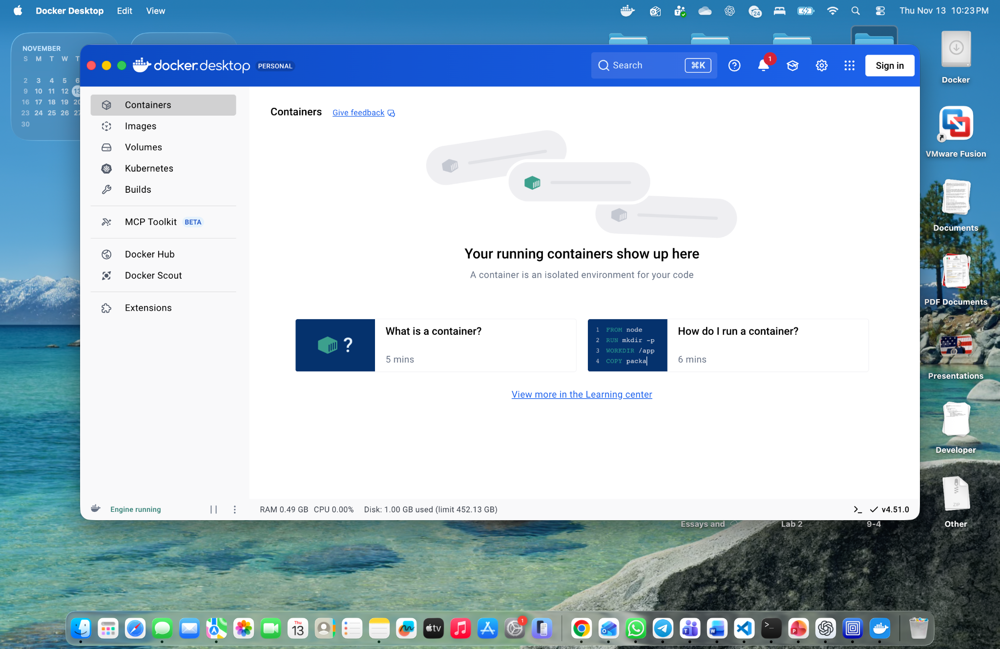 Docker Desktop Edit View
24
Thu Nov 13 10:23 PM
NOVEMBER
S M T W T
2 3 4 5 6
9 10 11 12 13
16 17 18 19 20
23 24 25 26 27
30
docker desktop PERSONAL
Search ⌘K
1
Sign in
Containers
Images
Volumes
Kubernetes
Builds
MCP Toolkit BETA
Docker Hub
Docker Scout
Extensions
Containers Give feedback
Your running containers show up here
A container is an isolated environment for your code
?
What is a container?
5 mins
1 FROM node
2 RUN mkdir -p
3 WORKDIR /app
4 COPY packa
How do I run a container?
6 mins
View more in the Learning center
Engine running
RAM 0.49 GB CPU 0.00% Disk: 1.00 GB used (limit 452.13 GB)
v4.51.0
Docker
VMware Fusion
Documents
PDF Documents
Presentations
Developer
ZIP
Other
Essays and
Lab 2
9-4
Thu
13
tv
1